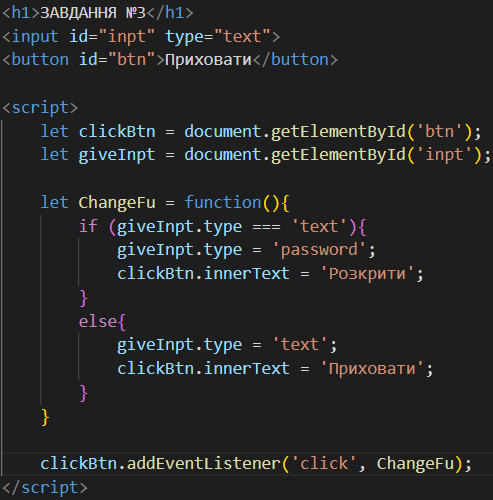 <h1>ЗАВДАННЯ №3</h1>
<input id="inpt" type="text">
<button id="btn">Приховати</button>
<script>
let clickBtn = document.getElementById('btn');
let giveInpt = document.getElementById('inpt');
let ChangeFu = function(){
if (giveInpt.type === 'text'){
giveInpt.type = 'password';
clickBtn.innerText = 'Розкрити';
}
else{
giveInpt.type = 'text';
clickBtn.innerText = 'Приховати';
}
}
clickBtn.addEventListener('click', ChangeFu);
</script>